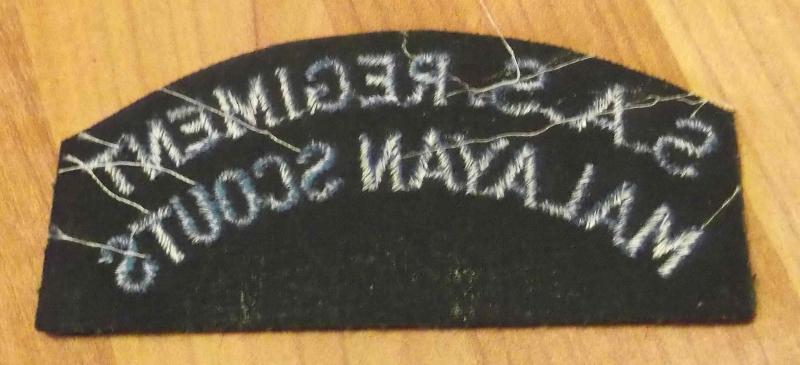 S.A.S. REGIMENT
MALAYAN SCOUTS